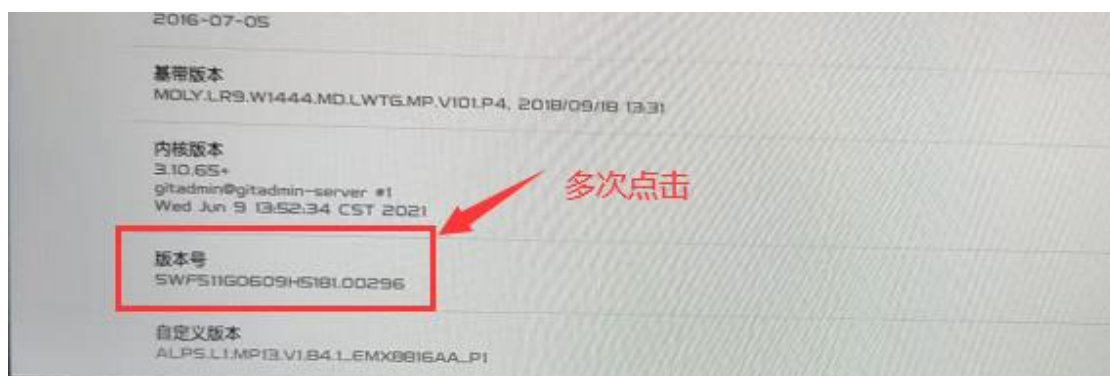 2016-07-05
基带版本
MOLY.LR9.W1444.MD.LWTG.MP.V101.P4, 2018/09/18 13:31
内核版本
3.10.65+
gitadmin@gitadmin-server #1
Wed Jun 9 13:52:34 CST 2021
多次点击
版本号
SWFS11G0609HS181.00296
自定义版本
ALPS.L1.MP13.V1.84.1_EMX8816AA_P1